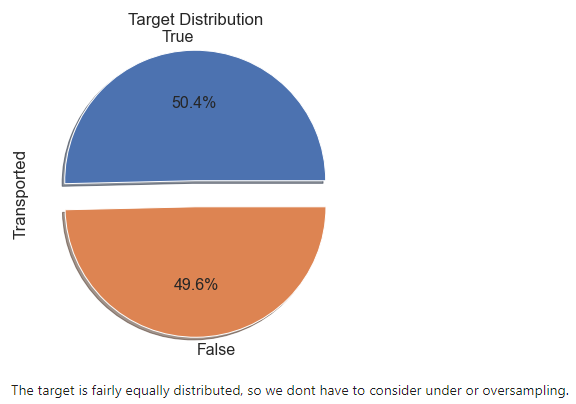 Target Distribution
True
50.4%
Transported
49.6%
False
The target is fairly equally distributed, so we dont have to consider under or oversampling.